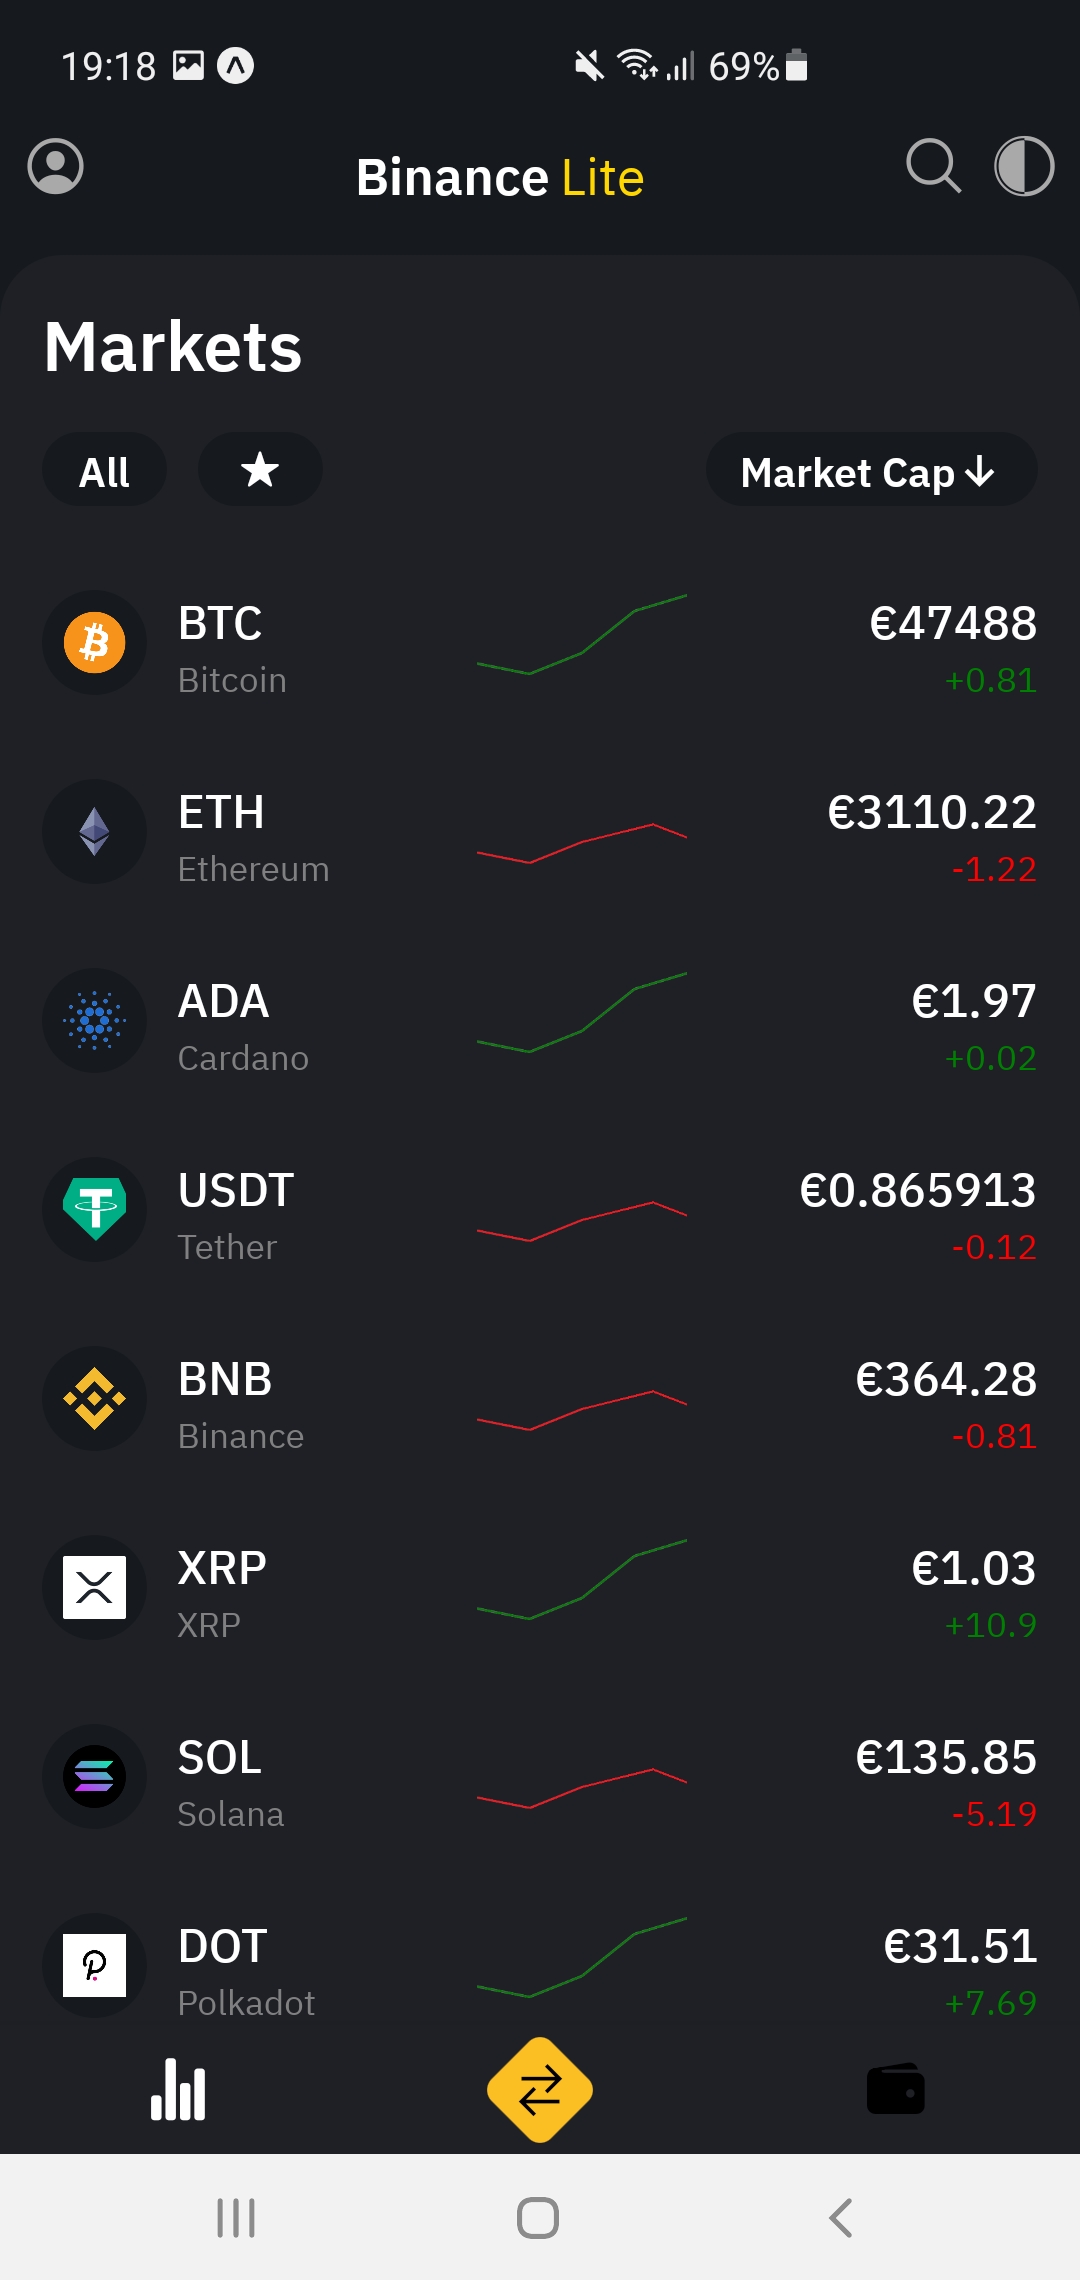 19:18 69%
Binance Lite
Markets
All Market Cap
BTC €47488
Bitcoin +0.81
ETH €3110.22
Ethereum -1.22
ADA €1.97
Cardano +0.02
USDT €0.865913
Tether -0.12
BNB €364.28
Binance -0.81
XRP €1.03
XRP +10.9
SOL €135.85
Solana -5.19
DOT €31.51
Polkadot +7.69